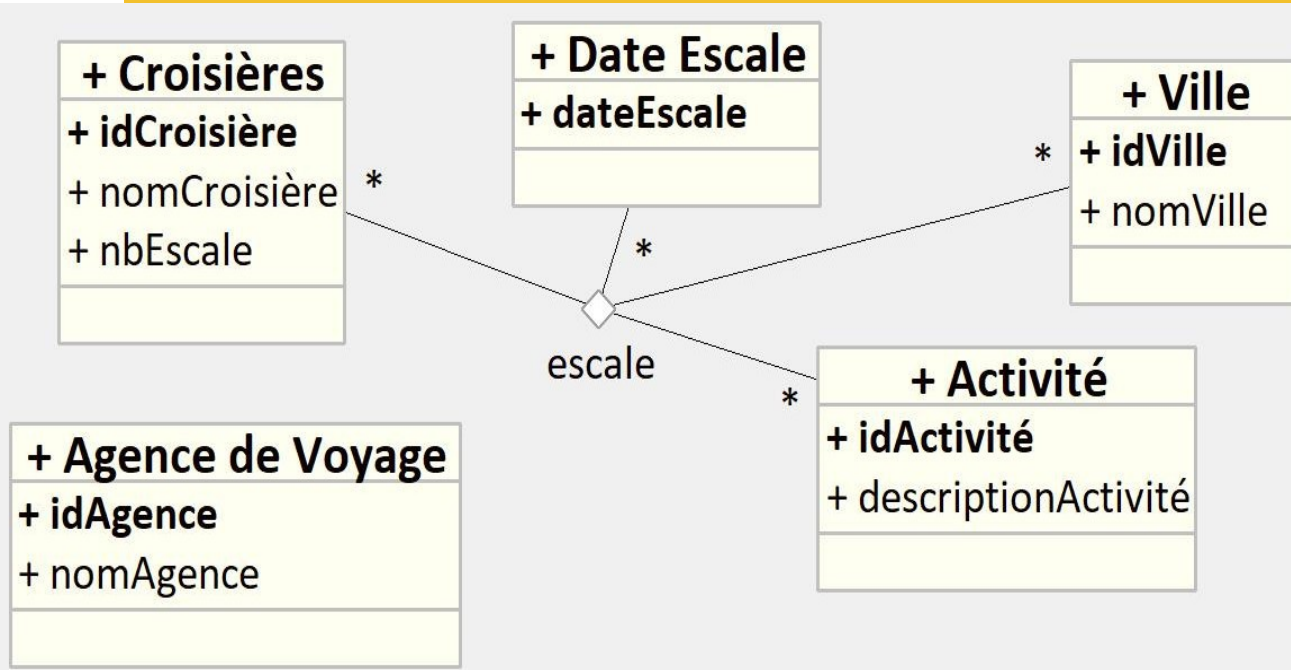 + Croisières
+ idCroisière
+ nomCroisière
+ nbEscale
*
+ Date Escale
+ dateEscale
*
+ Ville
+ idVille
+ nomVille
*
escale
+ Activité
+ idActivité
+ descriptionActivité
*
+ Agence de Voyage
+ idAgence
+ nomAgence